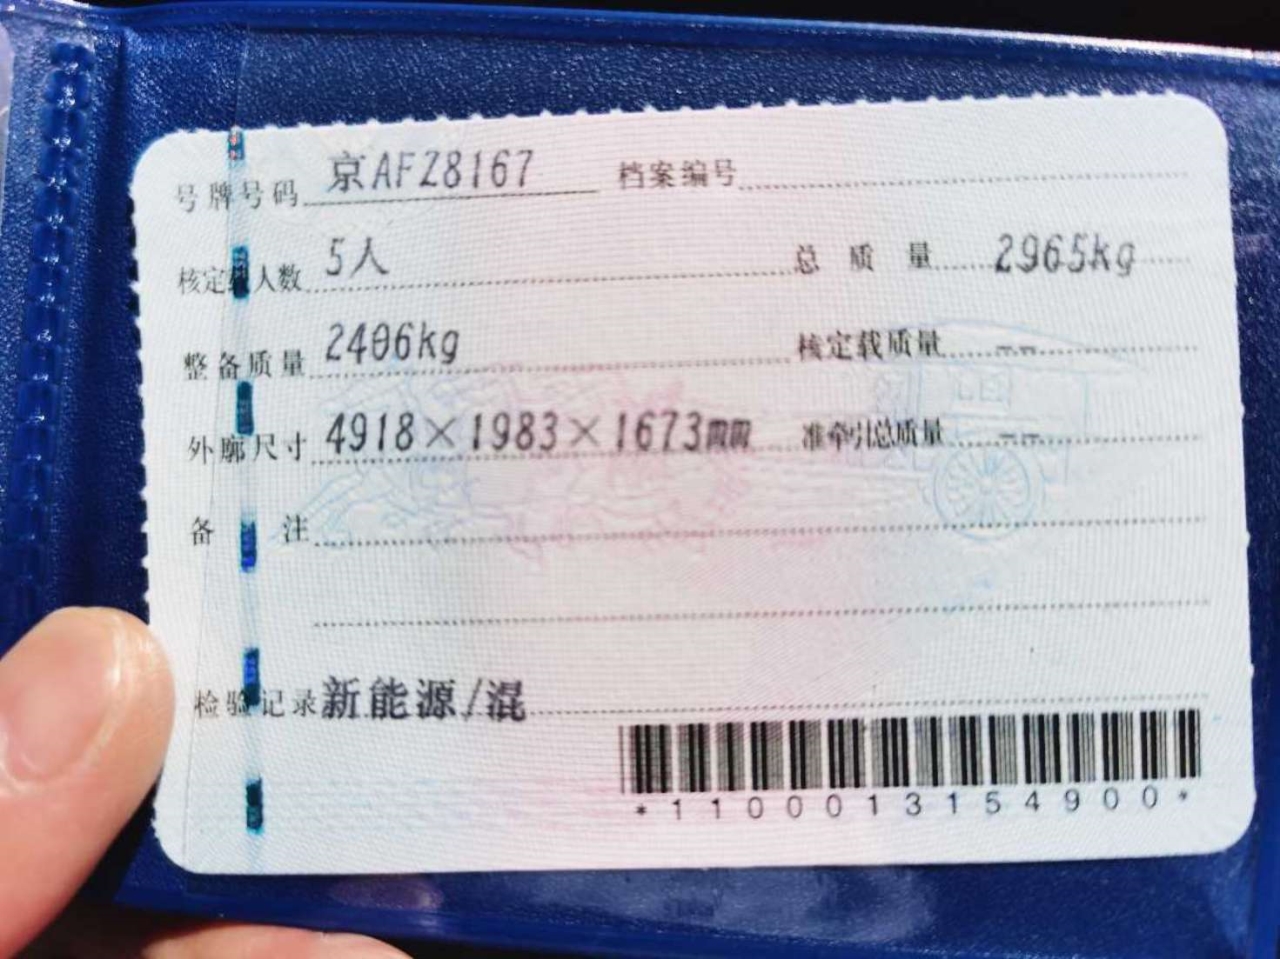 号牌号码 京AFZ8167 档案编号
核定载人数 5人 总质量 2965kg
整备质量 2406kg 核定载质量 --
外廓尺寸 4918×1983×1673mm 准牵引总质量 --
备注
检验记录 新能源/混
*1100013154900*